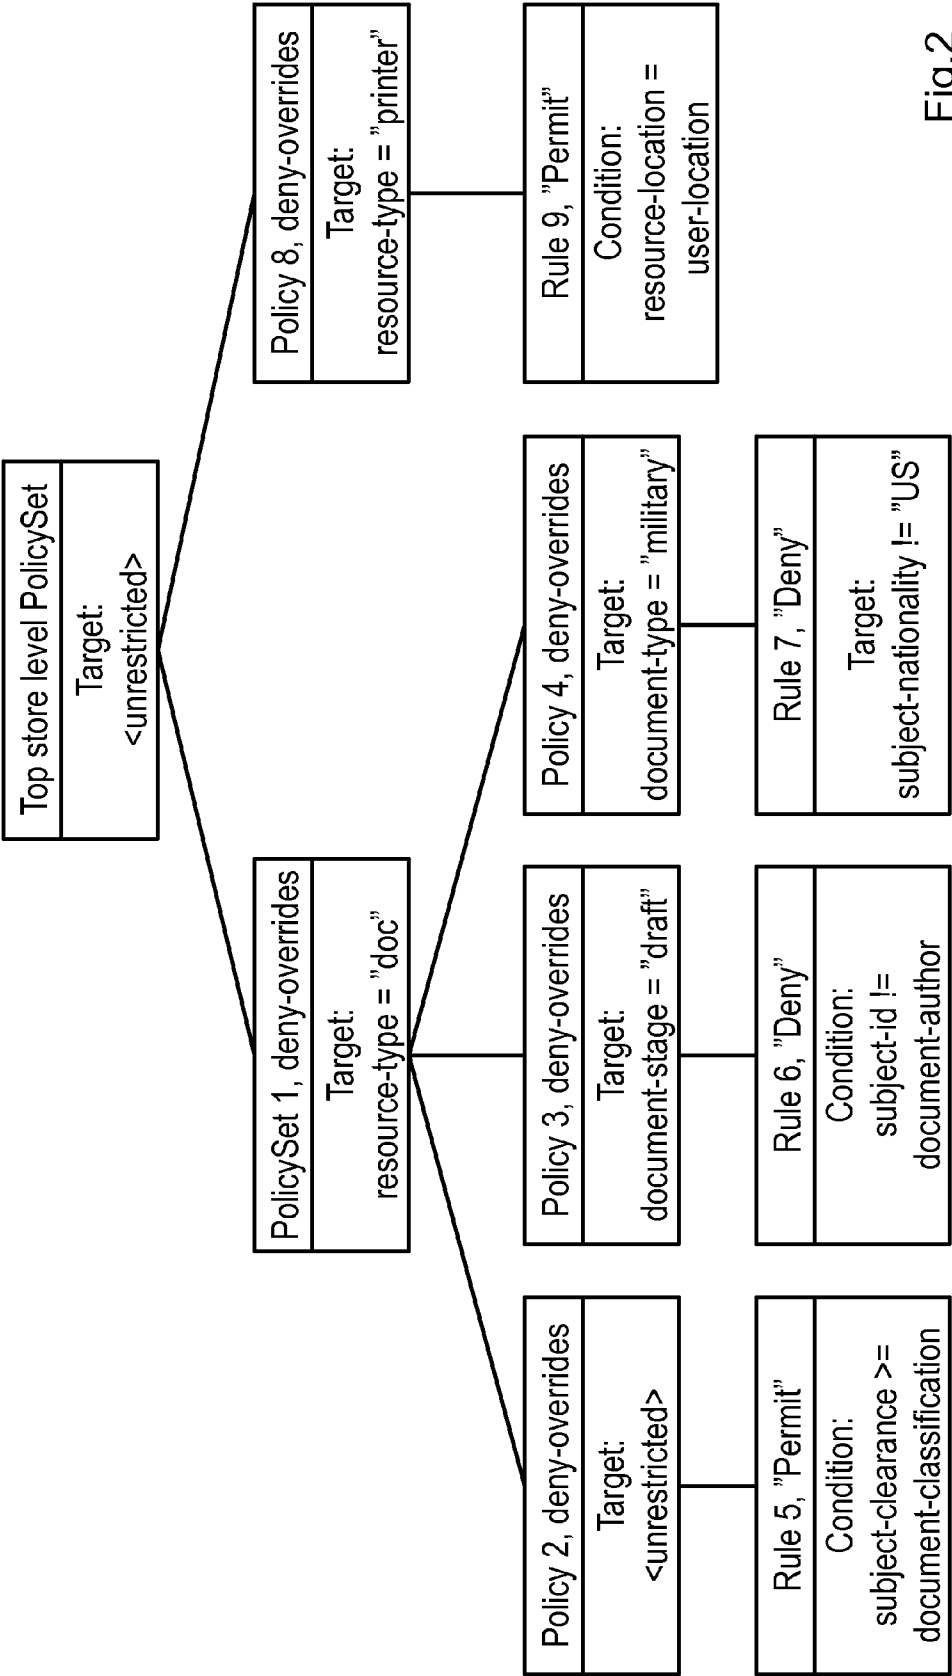 Top store level PolicySet
Target:
<unrestricted>
PolicySet 1, deny-overrides
Target:
resource-type = ”doc”
Policy 8, deny-overrides
Target:
resource-type = ”printer”
Policy 2, deny-overrides
Target:
<unrestricted>
Policy 3, deny-overrides
Target:
document-stage = ”draft”
Policy 4, deny-overrides
Target:
document-type = ”military”
Rule 9, ”Permit”
Condition:
resource-location =
user-location
Rule 5, ”Permit”
Condition:
subject-clearance >=
document-classification
Rule 6, ”Deny”
Condition:
subject-id !=
document-author
Rule 7, ”Deny”
Target:
subject-nationality != ”US”
Fig.2